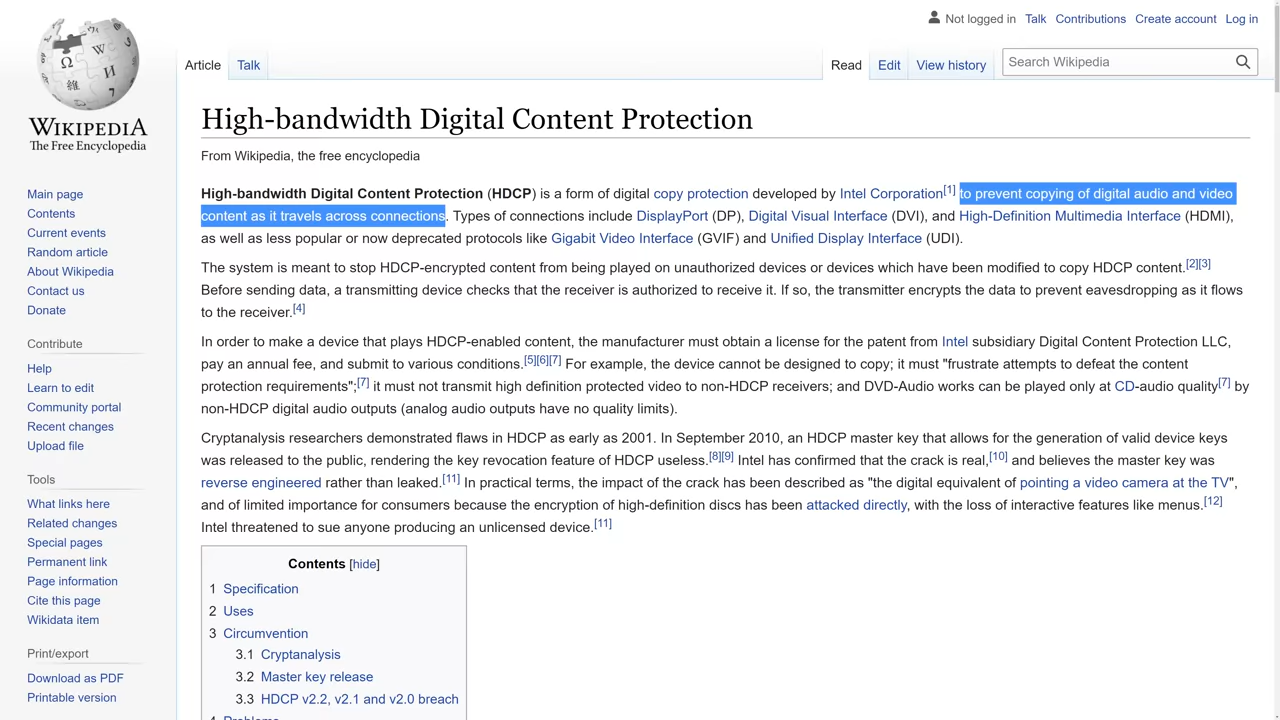 Not logged in Talk Contributions Create account Log in
Article Talk Read Edit View history Search Wikipedia
WIKIPEDIA
The Free Encyclopedia
Main page
Contents
Current events
Random article
About Wikipedia
Contact us
Donate
Contribute
Help
Learn to edit
Community portal
Recent changes
Upload file
Tools
What links here
Related changes
Special pages
Permanent link
Page information
Cite this page
Wikidata item
Print/export
Download as PDF
Printable version
High-bandwidth Digital Content Protection
From Wikipedia, the free encyclopedia
High-bandwidth Digital Content Protection (HDCP) is a form of digital copy protection developed by Intel Corporation[1] to prevent copying of digital audio and video
content as it travels across connections. Types of connections include DisplayPort (DP), Digital Visual Interface (DVI), and High-Definition Multimedia Interface (HDMI),
as well as less popular or now deprecated protocols like Gigabit Video Interface (GVIF) and Unified Display Interface (UDI).
The system is meant to stop HDCP-encrypted content from being played on unauthorized devices or devices which have been modified to copy HDCP content.[2][3]
Before sending data, a transmitting device checks that the receiver is authorized to receive it. If so, the transmitter encrypts the data to prevent eavesdropping as it flows
to the receiver.[4]
In order to make a device that plays HDCP-enabled content, the manufacturer must obtain a license for the patent from Intel subsidiary Digital Content Protection LLC,
pay an annual fee, and submit to various conditions.[5][6][7] For example, the device cannot be designed to copy; it must "frustrate attempts to defeat the content
protection requirements";[7] it must not transmit high definition protected video to non-HDCP receivers; and DVD-Audio works can be played only at CD-audio quality[7] by
non-HDCP digital audio outputs (analog audio outputs have no quality limits).
Cryptanalysis researchers demonstrated flaws in HDCP as early as 2001. In September 2010, an HDCP master key that allows for the generation of valid device keys
was released to the public, rendering the key revocation feature of HDCP useless.[8][9] Intel has confirmed that the crack is real,[10] and believes the master key was
reverse engineered rather than leaked.[11] In practical terms, the impact of the crack has been described as "the digital equivalent of pointing a video camera at the TV",
and of limited importance for consumers because the encryption of high-definition discs has been attacked directly, with the loss of interactive features like menus.[12]
Intel threatened to sue anyone producing an unlicensed device.[11]
Contents [hide]
1 Specification
2 Uses
3 Circumvention
3.1 Cryptanalysis
3.2 Master key release
3.3 HDCP v2.2, v2.1 and v2.0 breach
4 Problems